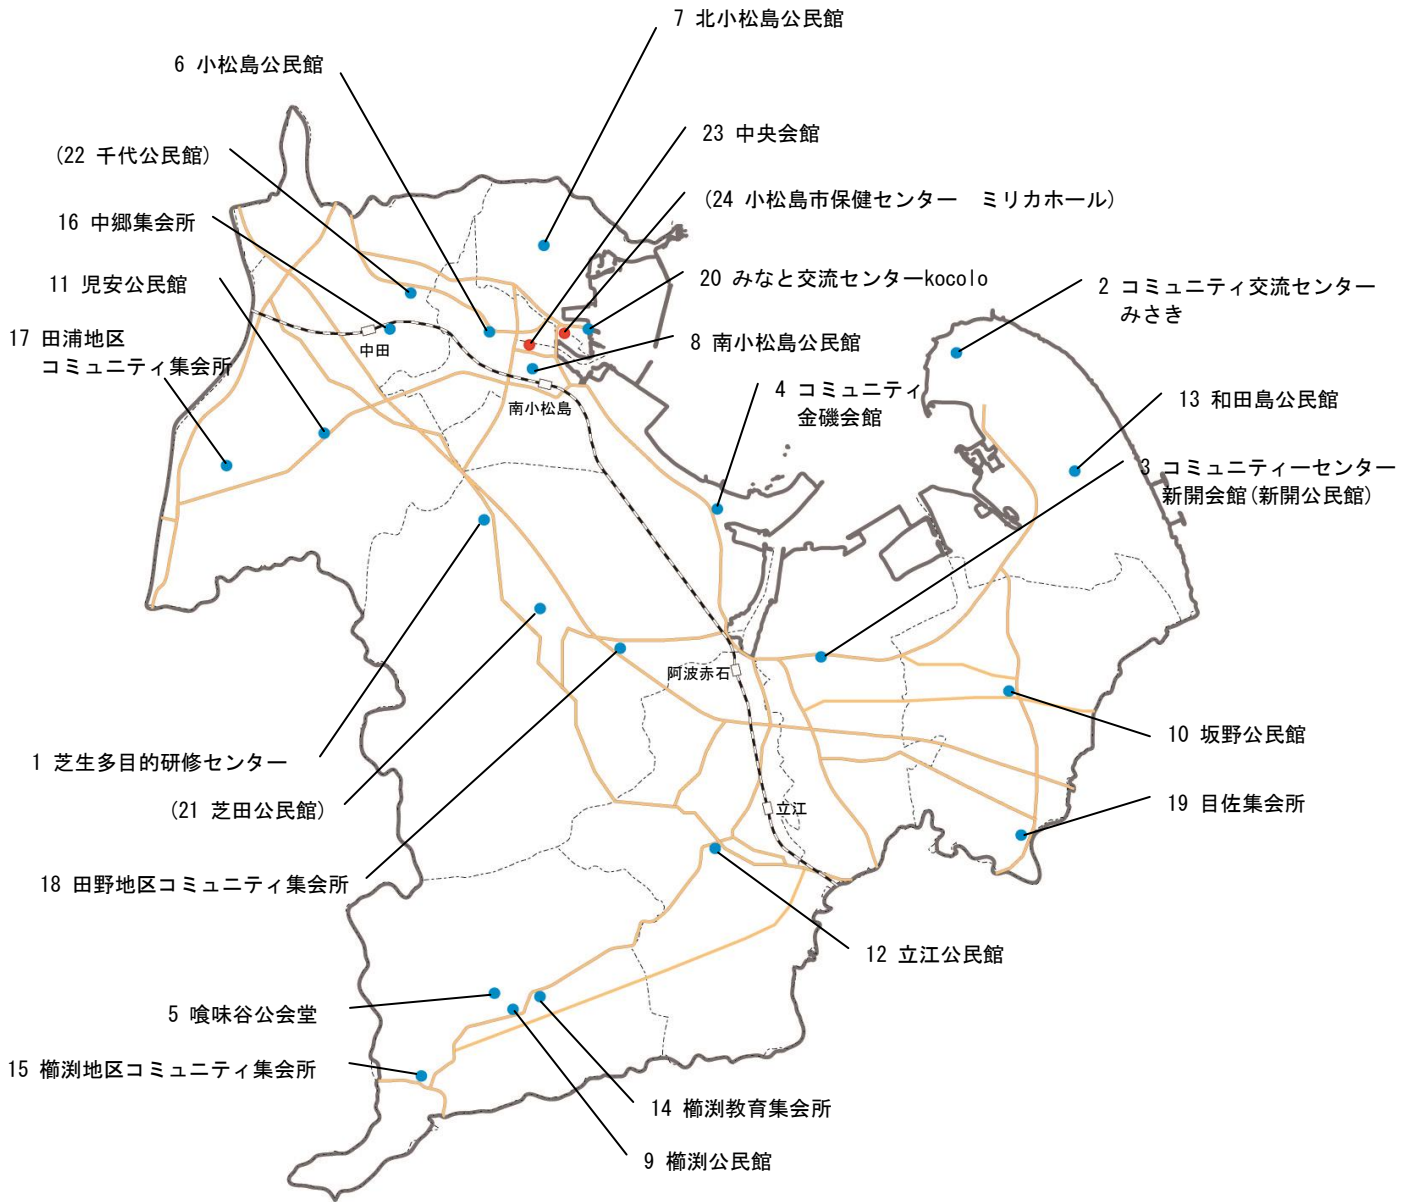 7 北小松島公民館
6 小松島公民館
23 中央会館
(22 千代公民館)
(24 小松島市保健センター　ミリカホール)
16 中郷集会所
11 児安公民館
20 みなと交流センターkocolo
2 コミュニティ交流センター
みさき
17 田浦地区
コミュニティ集会所
中田
8 南小松島公民館
南小松島
4 コミュニティ
金磯会館
13 和田島公民館
3 コミュニティーセンター
新開会館(新開公民館)
阿波赤石
10 坂野公民館
1 芝生多目的研修センター
(21 芝田公民館)
立江
19 目佐集会所
18 田野地区コミュニティ集会所
12 立江公民館
5 喰味谷公会堂
15 櫛渕地区コミュニティ集会所
14 櫛渕教育集会所
9 櫛渕公民館